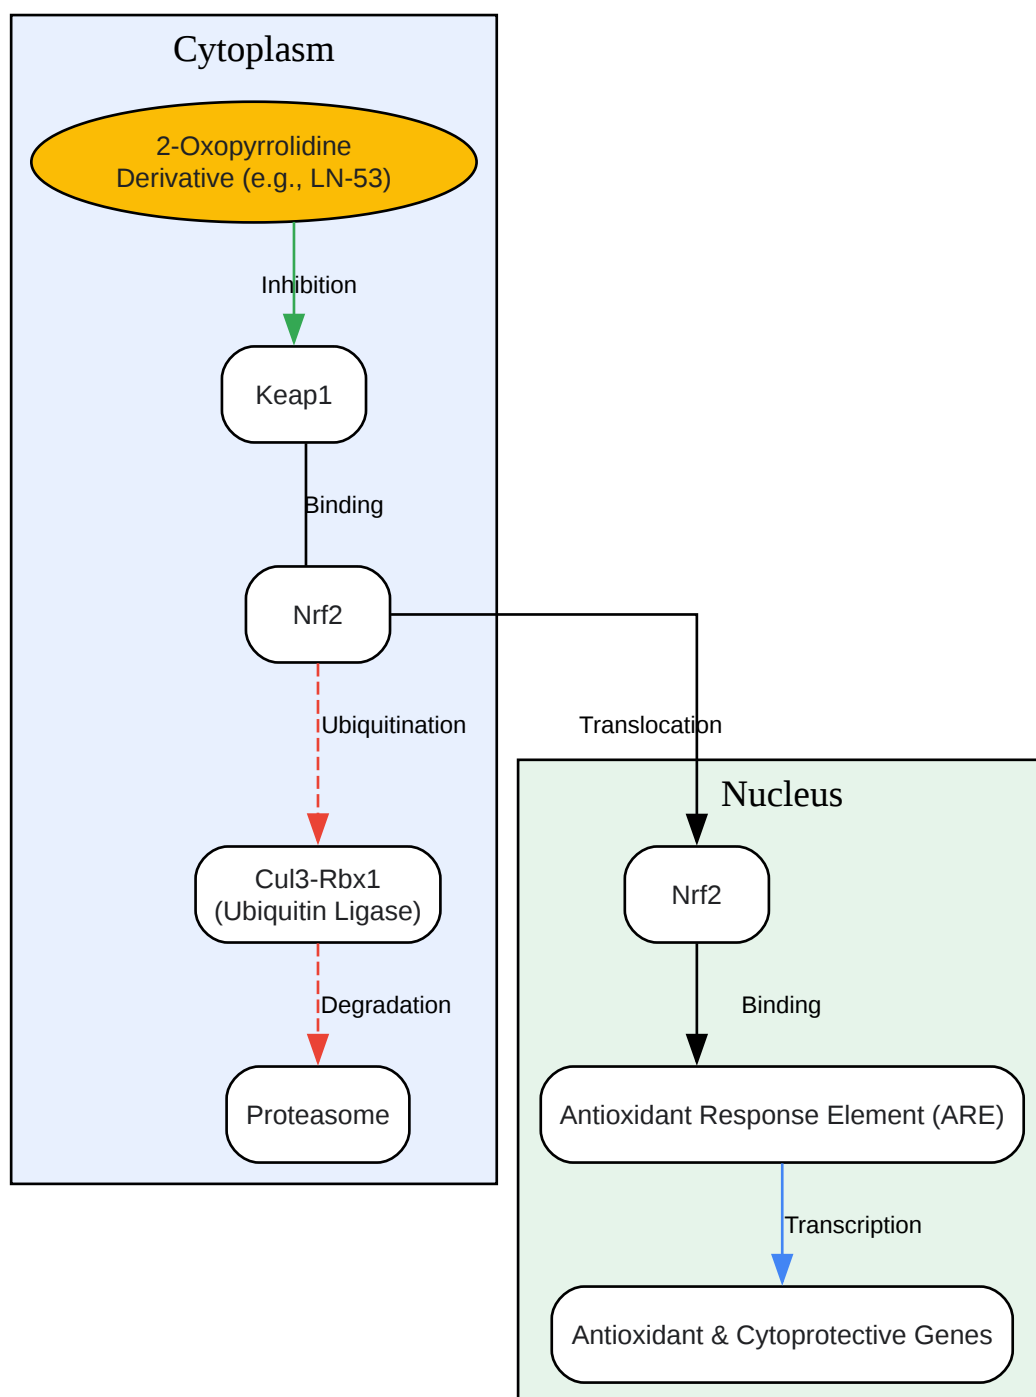 Cytoplasm
2-Oxopyrrolidine
Derivative (e.g., LN-53)
Inhibition
Keap1
Binding
Nrf2
Ubiquitination
Translocation
Nucleus
Cul3-Rbx1
(Ubiquitin Ligase)
Nrf2
Degradation
Binding
Proteasome
Antioxidant Response Element (ARE)
Transcription
Antioxidant & Cytoprotective Genes